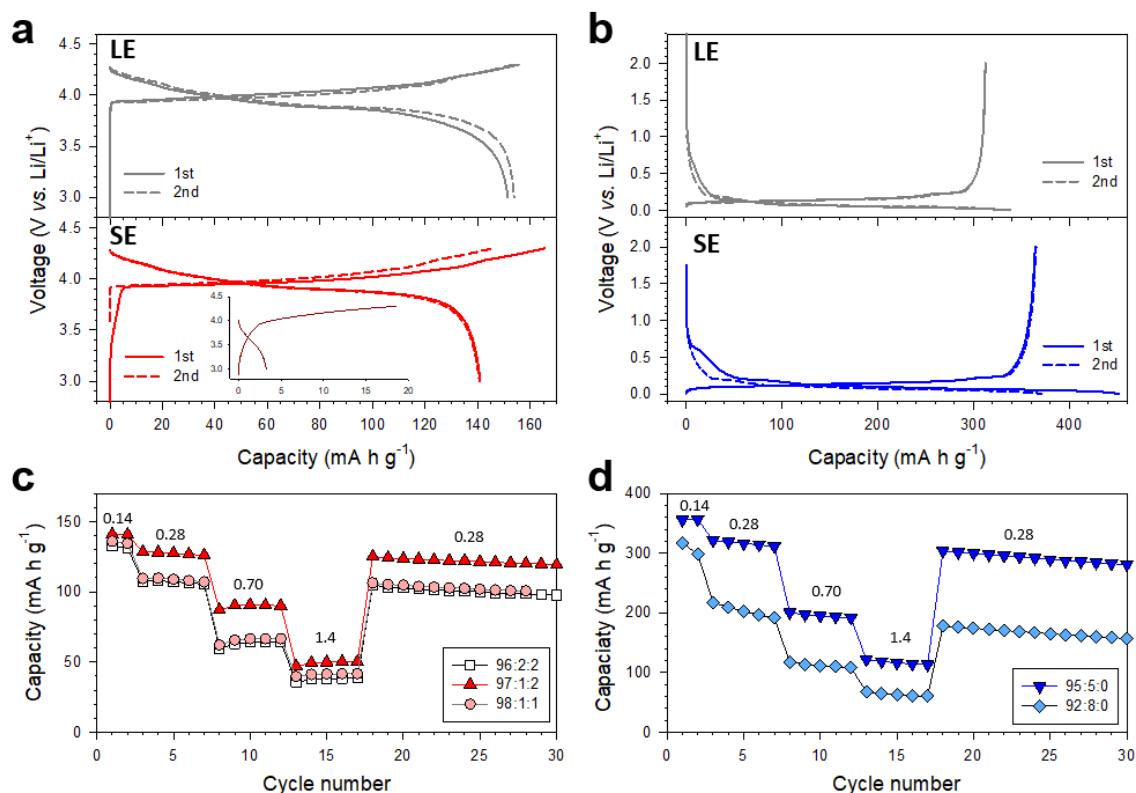 a
LE
4.5
4.0
3.5
3.0
1st
2nd
SE
4.5
4.0
3.5
3.0
1st
2nd
4.5
4.0
3.5
3.0
0
5
10
15
20
0 20 40 60 80 100 120 140 160
Voltage (V vs. Li/Li⁺)
Capacity (mA h g⁻¹)
b
LE
2.0
1.5
1.0
0.5
0.0
1st
2nd
SE
2.0
1.5
1.0
0.5
0.0
1st
2nd
0 100 200 300 400
Voltage (V vs. Li/Li⁺)
Capacity (mA h g⁻¹)
c
150
100
50
0
0.14
0.28
0.70
1.4
0.28
96:2:2
97:1:2
98:1:1
0 5 10 15 20 25 30
Capacity (mA h g⁻¹)
Cycle number
d
400
300
200
100
0
0.14
0.28
0.70
1.4
0.28
95:5:0
92:8:0
0 5 10 15 20 25 30
Capaciaty (mA h g⁻¹)
Cycle number